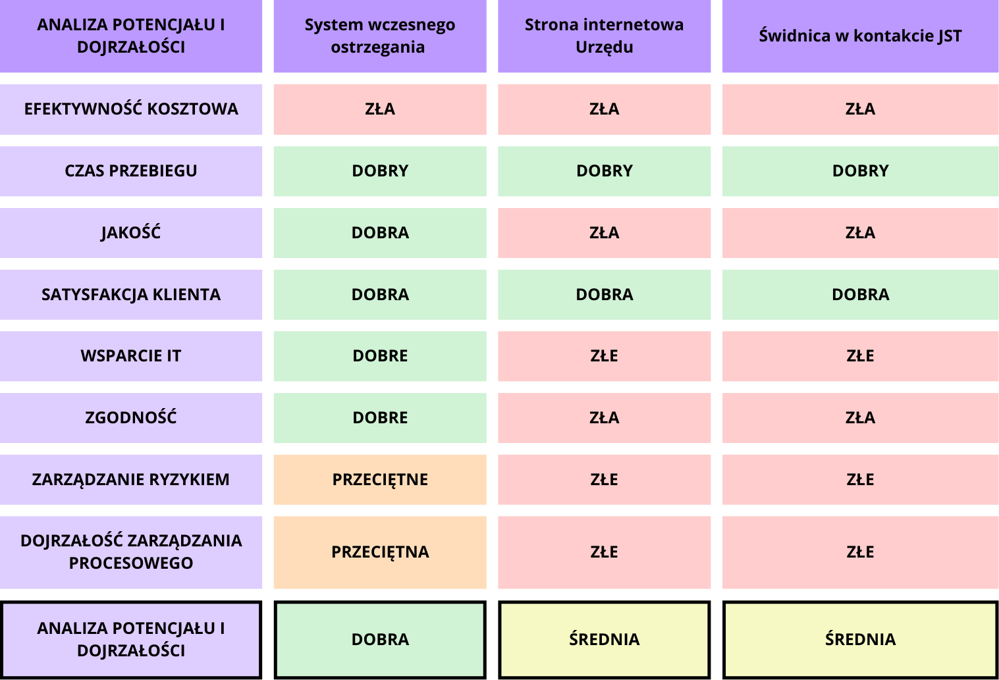 ANALIZA POTENCJAŁU I
DOJRZAŁOŚCI
System wczesnego
ostrzegania
Strona internetowa
Urzędu
Świdnica w kontakcie JST
EFEKTYWNOŚĆ KOSZTOWA
ZŁA
ZŁA
ZŁA
CZAS PRZEBIEGU
DOBRY
DOBRY
DOBRY
JAKOŚĆ
DOBRA
ZŁA
ZŁA
SATYSFAKCJA KLIENTA
DOBRA
DOBRA
DOBRA
WSPARCIE IT
DOBRE
ZŁE
ZŁE
ZGODNOŚĆ
DOBRE
ZŁA
ZŁA
ZARZĄDZANIE RYZYKIEM
PRZECIĘTNE
ZŁE
ZŁE
DOJRZAŁOŚĆ ZARZĄDZANIA
PROCESOWEGO
PRZECIĘTNA
ZŁE
ZŁE
ANALIZA POTENCJAŁU I
DOJRZAŁOŚCI
DOBRA
ŚREDNIA
ŚREDNIA